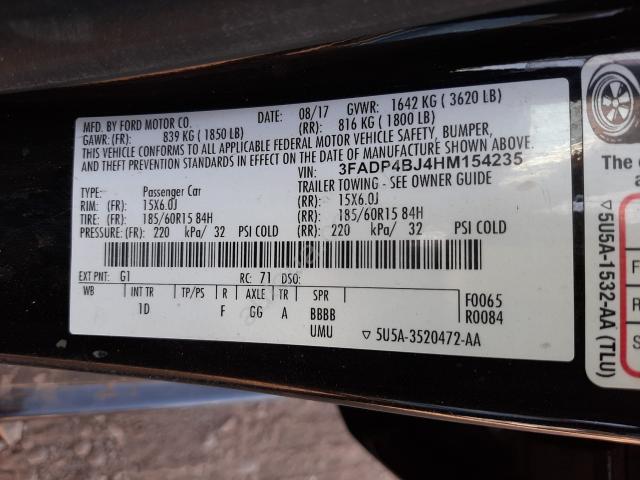 MFD. BY FORD MOTOR CO. DATE: 08/17 GVWR: 1642 KG ( 3620 LB)
GAWR: (FR): 839 KG ( 1850 LB) (RR): 816 KG ( 1800 LB)
THIS VEHICLE CONFORMS TO ALL APPLICABLE FEDERAL MOTOR VEHICLE SAFETY, BUMPER,
AND THEFT PREVENTION STANDARDS IN EFFECT ON THE DATE OF MANUFACTURE SHOWN ABOVE.
VIN: 3FADP4BJ4HM154235
TYPE: Passenger Car TRAILER TOWING - SEE OWNER GUIDE
RIM: (FR): 15X6.0J (RR): 15X6.0J
TIRE: (FR): 185/60R15 84H (RR): 185/60R15 84H
PRESSURE: (FR): 220 kPa/ 32 PSI COLD (RR): 220 kPa/ 32 PSI COLD
EXT PNT: G1 RC: 71 DSO:
WB INT TR TP/PS R AXLE TR SPR F0065
1D F GG A BBBB R0084
UMU ▽ 5U5A-3520472-AA
▽ 5U5A-1532-AA (TLU)
The c
F
R
S